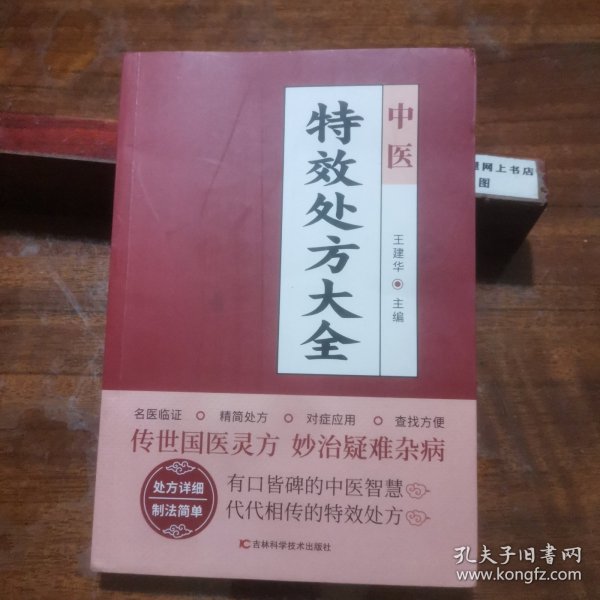 中医
特效处方大全
王建华 主编
网上书店
图
名医临证 精简处方 对症应用 查找方便
传世国医灵方 妙治疑难杂病
处方详细
制法简单
有口皆碑的中医智慧
代代相传的特效处方
吉林科学技术出版社
孔夫子旧书网
www.kongfz.com